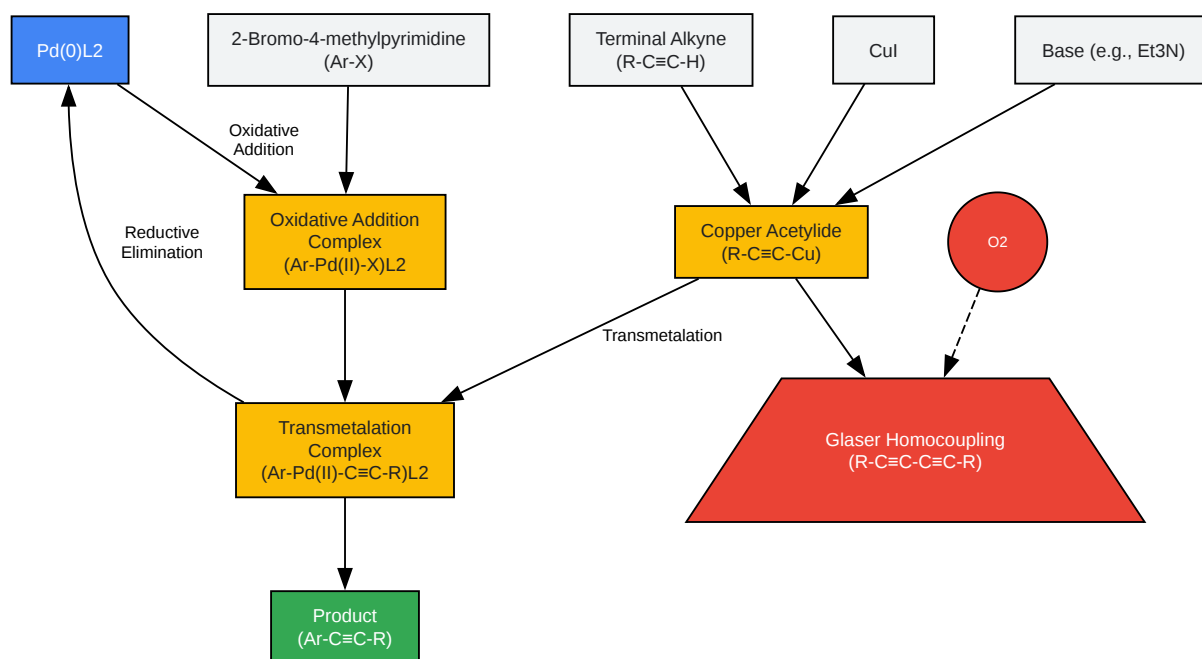 Pd(0)L2
2-Bromo-4-methylpyrimidine
(Ar-X)
Terminal Alkyne
(R-C≡C-H)
CuI
Base (e.g., Et3N)
Oxidative
Addition
Oxidative Addition
Complex
(Ar-Pd(II)-X)L2
Copper Acetylide
(R-C≡C-Cu)
O2
Reductive
Elimination
Transmetalation
Transmetalation
Complex
(Ar-Pd(II)-C≡C-R)L2
Glaser Homocoupling
(R-C≡C-C≡C-R)
Product
(Ar-C≡C-R)